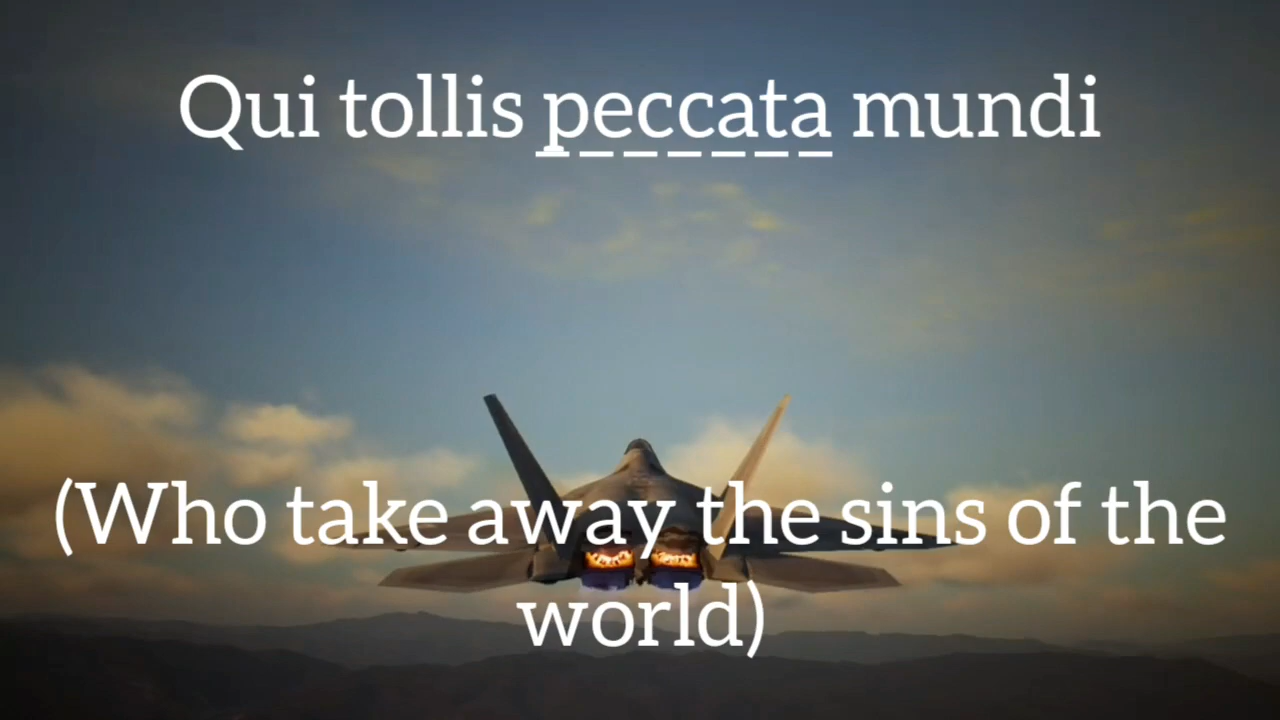 Qui tollis peccata mundi
(Who take away the sins of the
world)